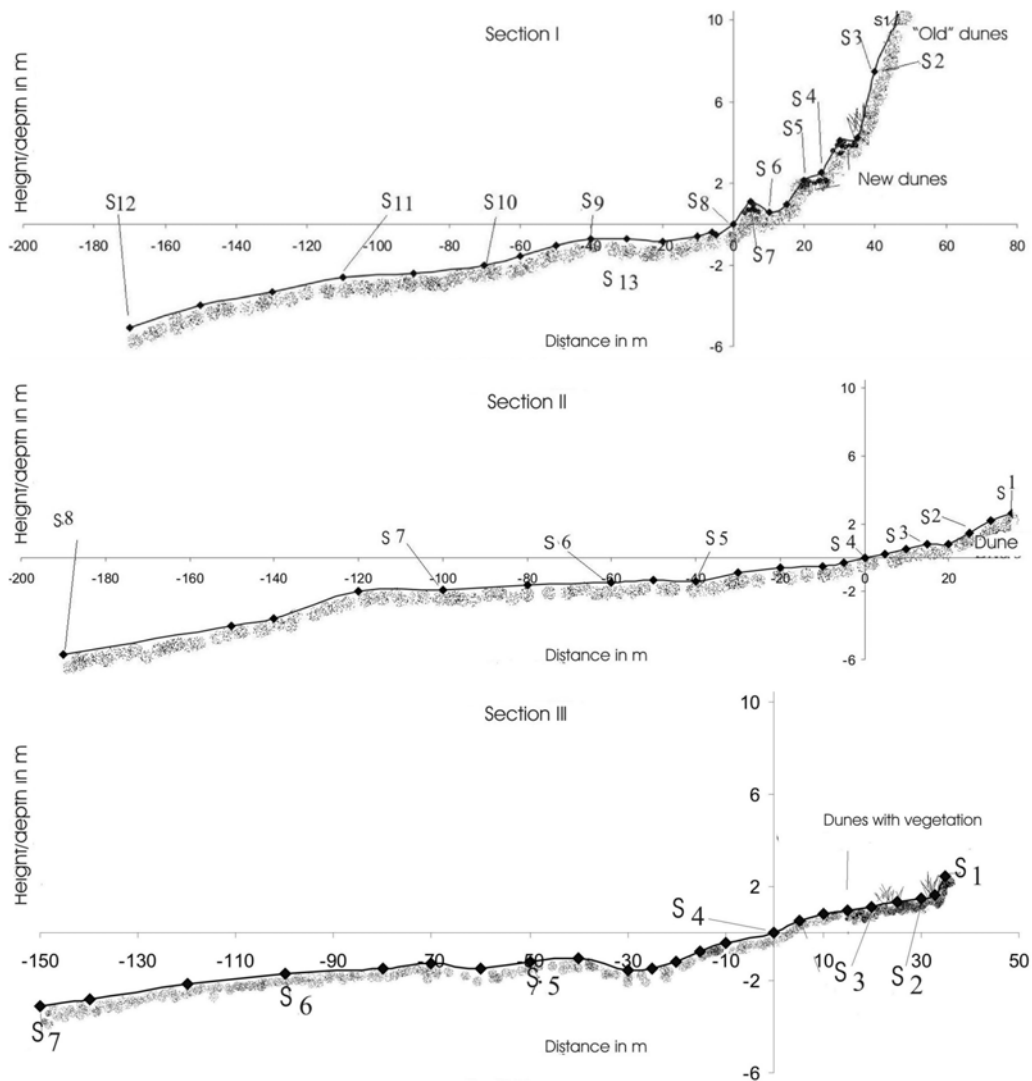 Section I
Height/depth in m
10
6
2
-2
-6
S1
"Old" dunes
S3
S2
S4
S5
S6
New dunes
S7
S8
S9
S10
S11
S12
S13
-200 -180 -160 -140 -120 -100 -80 -60 -40 -20 0 20 40 60 80
Distance in m
Section II
Height/depth in m
10
6
2
-2
-6
S1
S2
S3
S4
S5
S6
S7
S8
Dune
-200 -180 -160 -140 -120 -100 -80 -60 -40 -20 0 20
Distance in m
Section III
Height/depth in m
10
6
2
-2
-6
Dunes with vegetation
S1
S4
S3
S2
S5
S6
S7
-150 -130 -110 -90 -70 -50 -30 -10 10 30 50
Distance in m